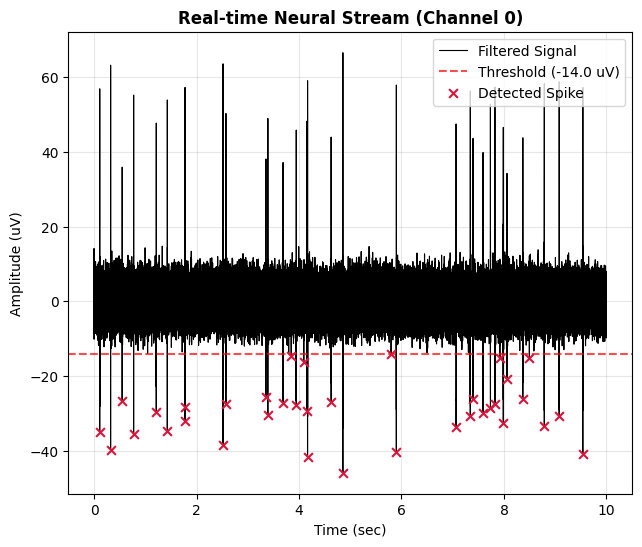 Real-time Neural Stream (Channel 0)
Filtered Signal
Threshold (-14.0 uV)
Detected Spike
Amplitude (uV)
60
40
20
0
−20
−40
0 2 4 6 8 10
Time (sec)